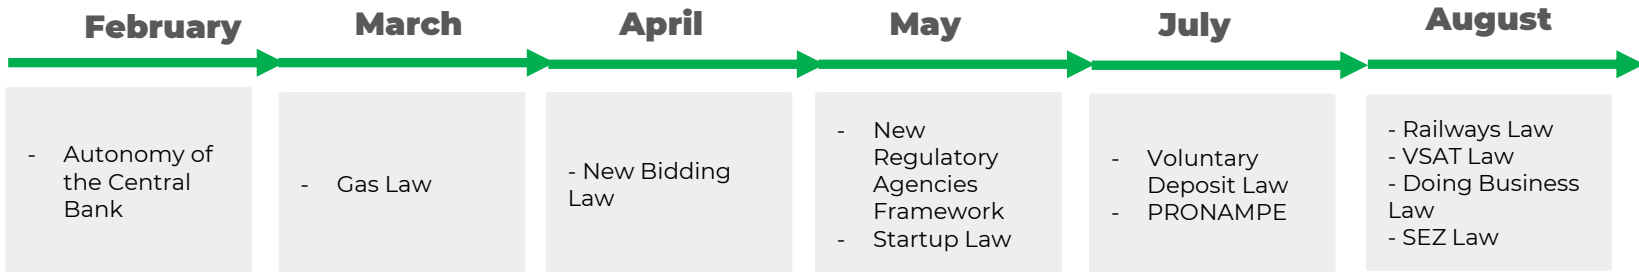 February
March
April
May
July
August
- Autonomy of
the Central
Bank
- Gas Law
- New Bidding
Law
- New
Regulatory
Agencies
Framework
- Startup Law
- Voluntary
Deposit Law
- PRONAMPE
- Railways Law
- VSAT Law
- Doing Business
Law
- SEZ Law